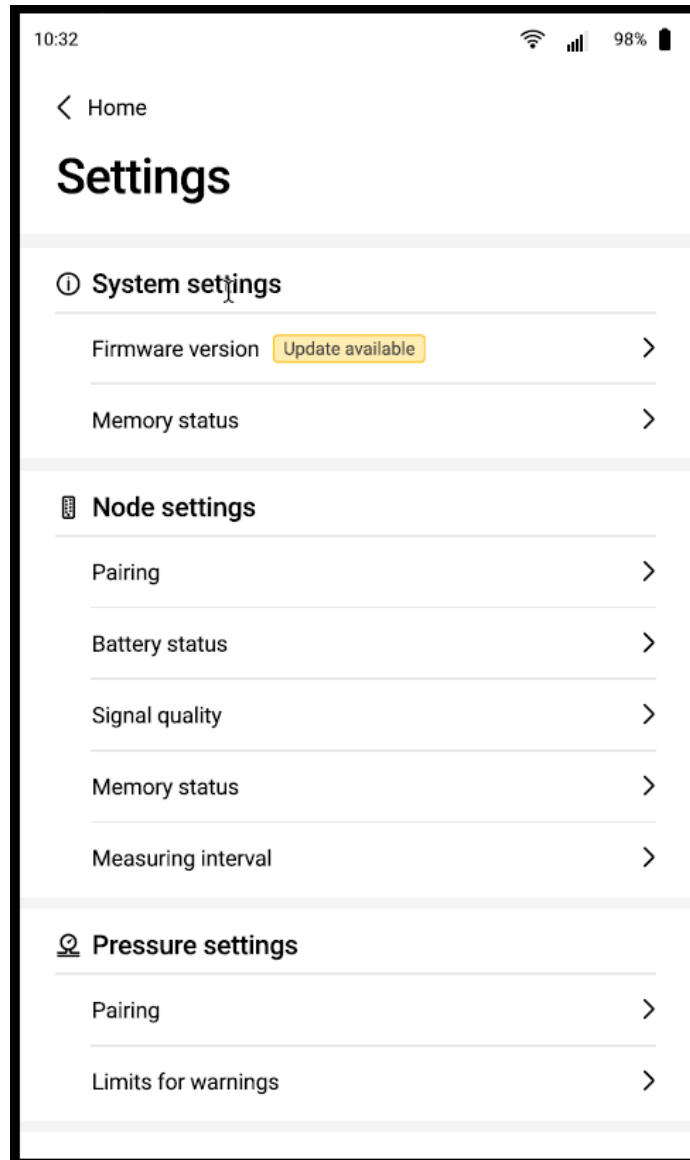 10:32 98%
Home
Settings
System settings
Firmware version Update available
Memory status
Node settings
Pairing
Battery status
Signal quality
Memory status
Measuring interval
Pressure settings
Pairing
Limits for warnings